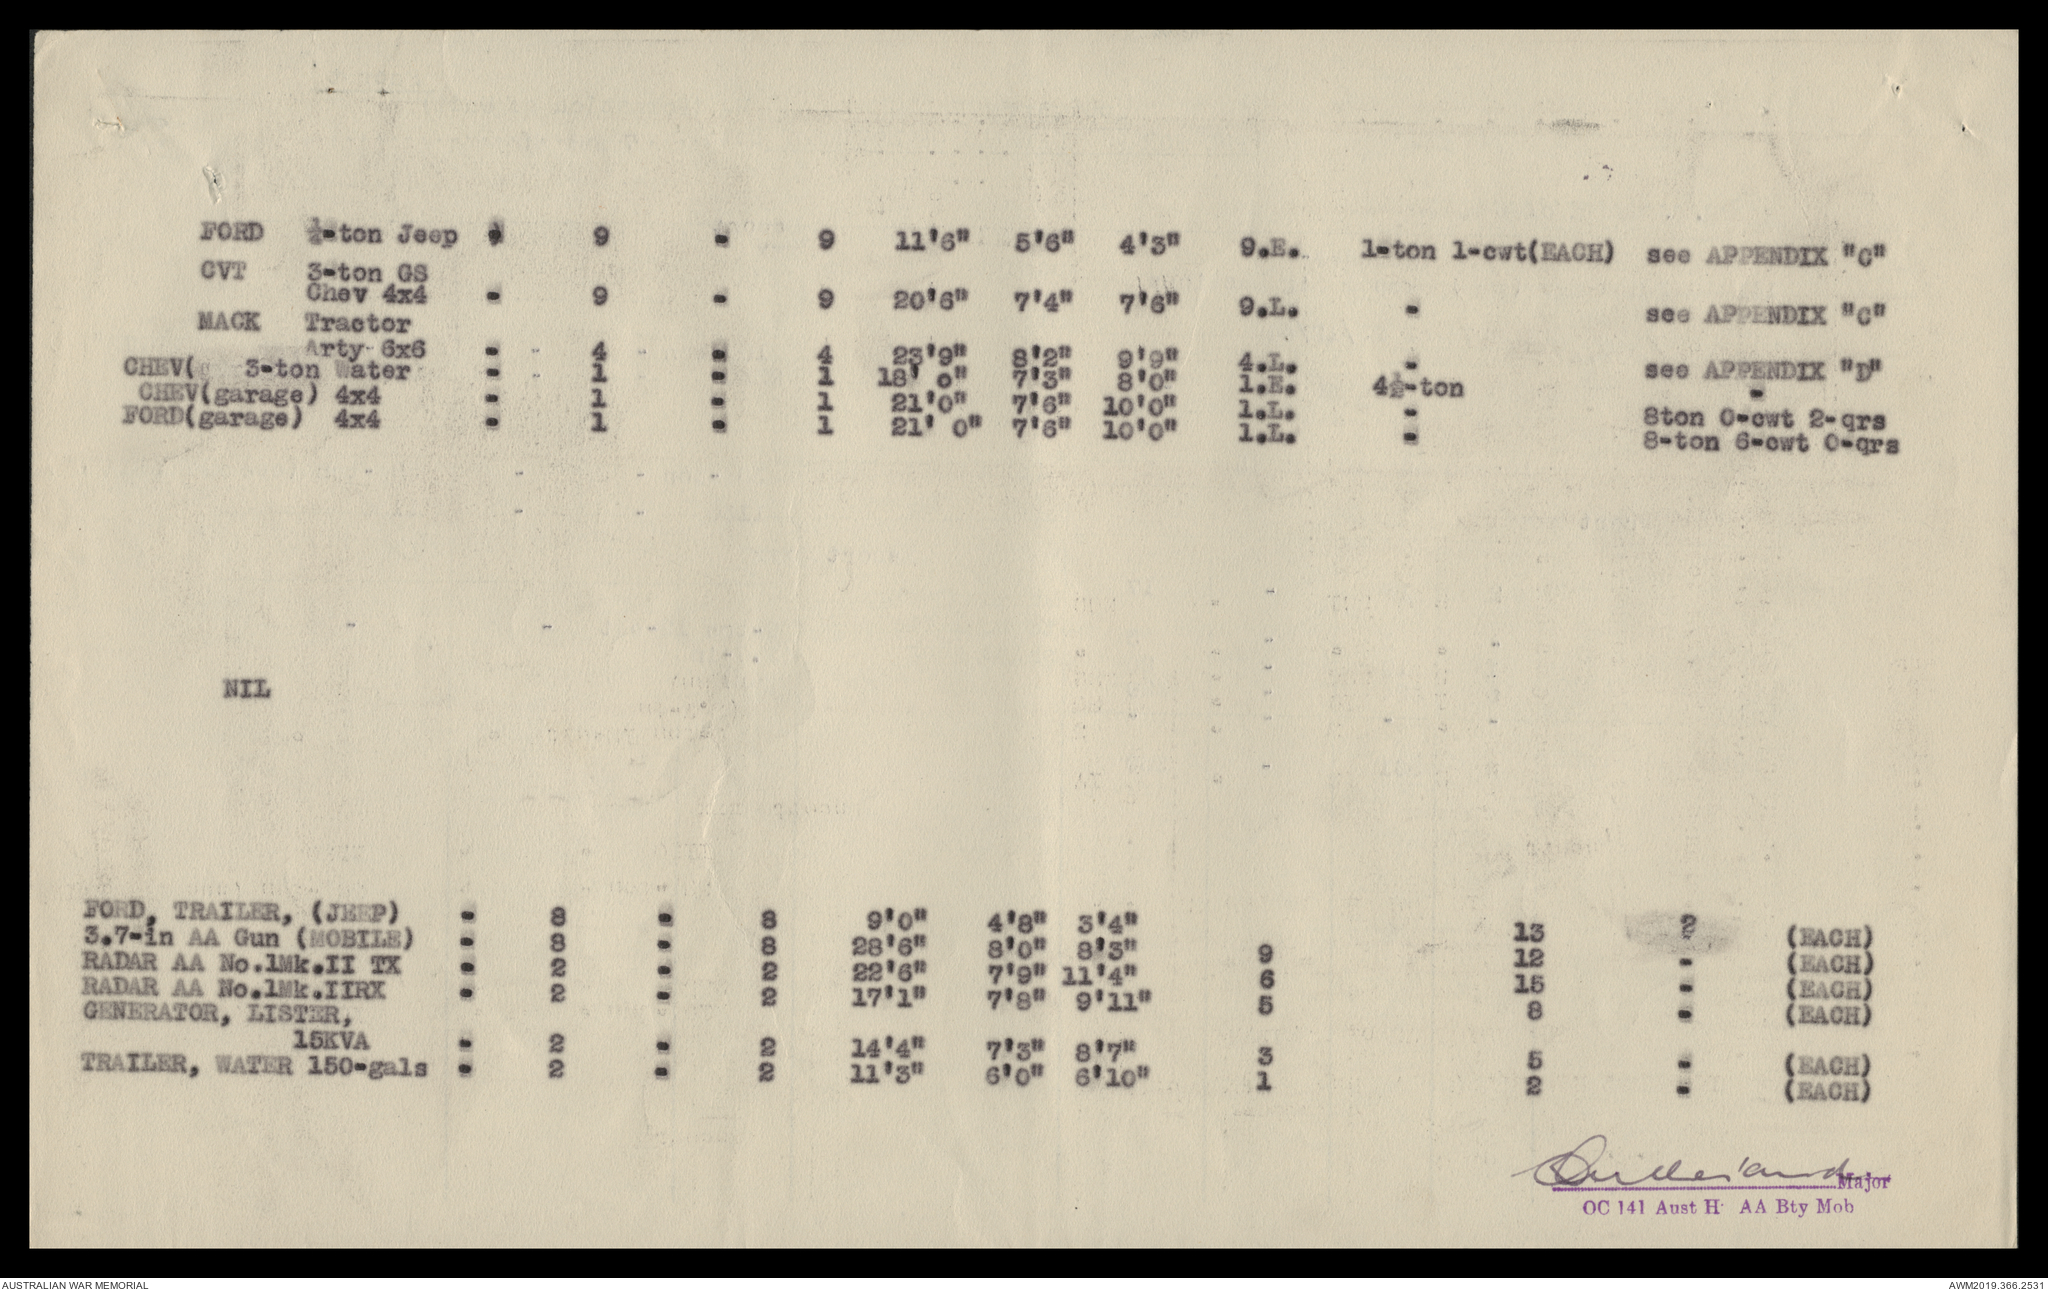 FORD ¼-ton Jeep - 9 - 9 11'6" 5'6" 4'3" 9.E. 1-ton 1-cwt(EACH) see APPENDIX "C"
CVT 3-ton GS
Chev 4x4 - 9 - 9 20'6" 7'4" 7'6" 9.L. - see APPENDIX "C"
MACK Tractor
Arty 6x6 - 4 - 4 23'9" 8'2" 9'9" 4.L. - see APPENDIX "D"
CHEV( 3-ton Water - 1 - 1 18' 0" 7'3" 8'0" 1.E. 4½-ton -
CHEV(garage) 4x4 - 1 - 1 21'0" 7'6" 10'0" 1.L. - 8ton 0-cwt 2-qrs
FORD(garage) 4x4 - 1 - 1 21' 0" 7'6" 10'0" 1.L. - 8-ton 6-cwt 0-qrs
NIL
FORD, TRAILER, (JEEP) - 8 - 8 9'0" 4'8" 3'4" 13 2 (EACH)
3.7-in AA Gun (MOBILE) - 8 - 8 28'6" 8'0" 8'3" 9 12 - (EACH)
RADAR AA No.1Mk.II TX - 2 - 2 22'6" 7'9" 11'4" 6 15 - (EACH)
RADAR AA No.1Mk.IIRX - 2 - 2 17'1" 7'8" 9'11" 5 8 - (EACH)
GENERATOR, LISTER,
15KVA - 2 - 2 14'4" 7'3" 8'7" 3 5 - (EACH)
TRAILER, WATER 150-gals - 2 - 2 11'3" 6'0" 6'10" 1 2 - (EACH)
Major
OC 141 Aust H AA Bty Mob
AUSTRALIAN WAR MEMORIAL
AWM2019.366.2531